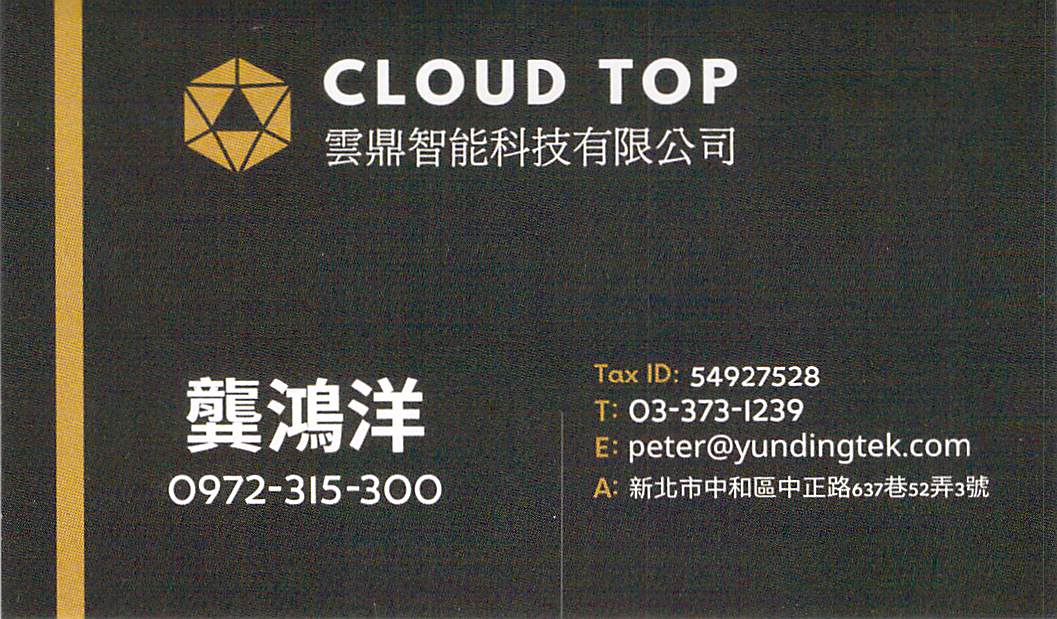 CLOUD TOP
雲鼎智能科技有限公司
龔鴻洋
0972-315-300
Tax ID: 54927528
T: 03-373-1239
E: peter@yundingtek.com
A: 新北市中和區中正路637巷52弄3號